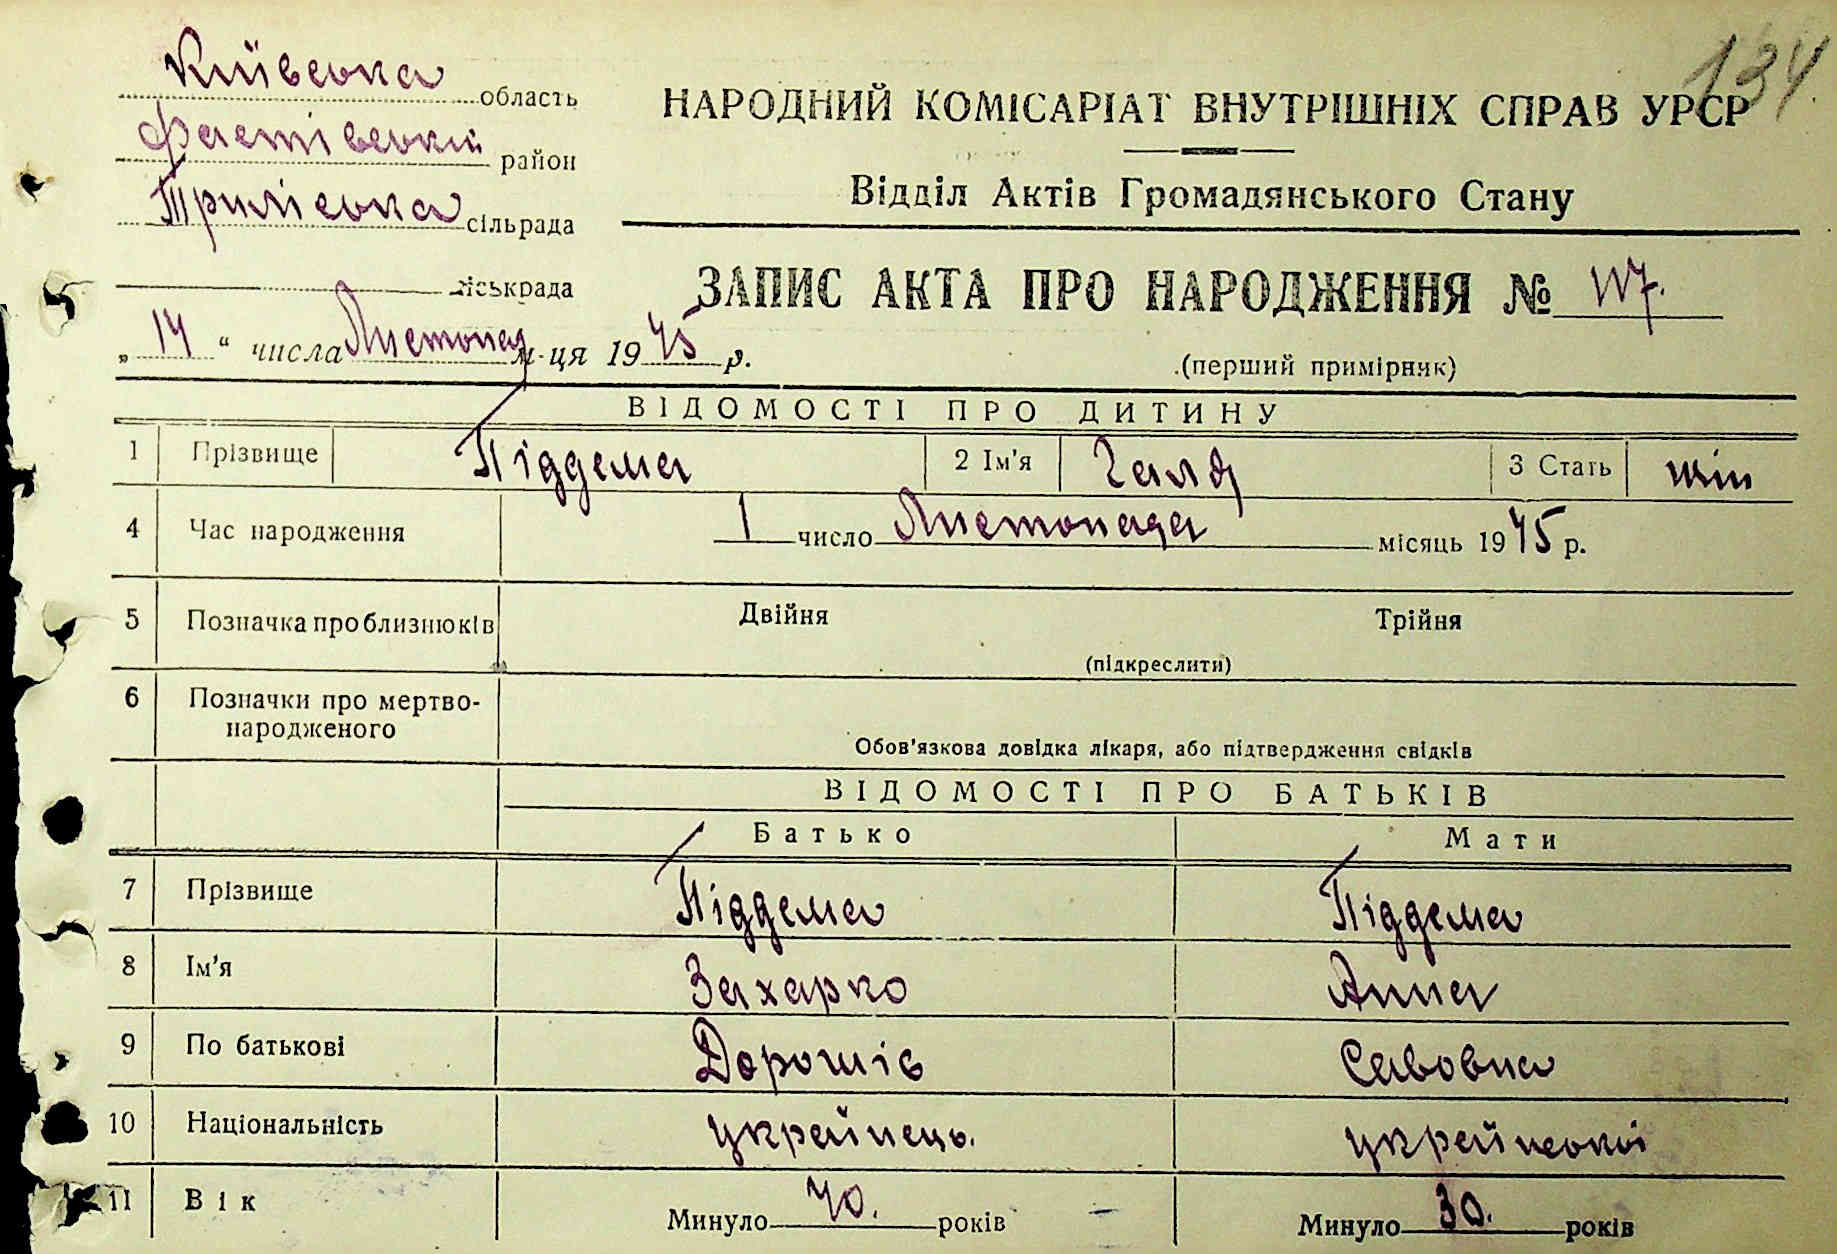 134
Київська область
НАРОДНИЙ КОМІСАРІАТ ВНУТРІШНІХ СПРАВ УРСР
Фастівський район
Відділ Актів Громадянського Стану
Триліська сільрада
міськрада
ЗАПИС АКТА ПРО НАРОДЖЕННЯ № 117.
„14“ числа Листопад м-ця 1945 р.
(перший примірник)
ВІДОМОСТІ ПРО ДИТИНУ
1 Прізвище Піддема 2 Ім'я Галя 3 Стать жін
4 Час народження 1 число Листопада місяць 1945 р.
5 Позначка про близнюків Двійня Трійня
(підкреслити)
6 Позначки про мертво-
народженого
Обов'язкова довідка лікаря, або підтвердження свідків
ВІДОМОСТІ ПРО БАТЬКІВ
Батько Мати
7 Прізвище Піддема Піддема
8 Ім'я Захарко Анна
9 По батькові Дорошів Савовна
10 Національність украйнець.
11 Вік Минуло 40. років Минуло 30. років